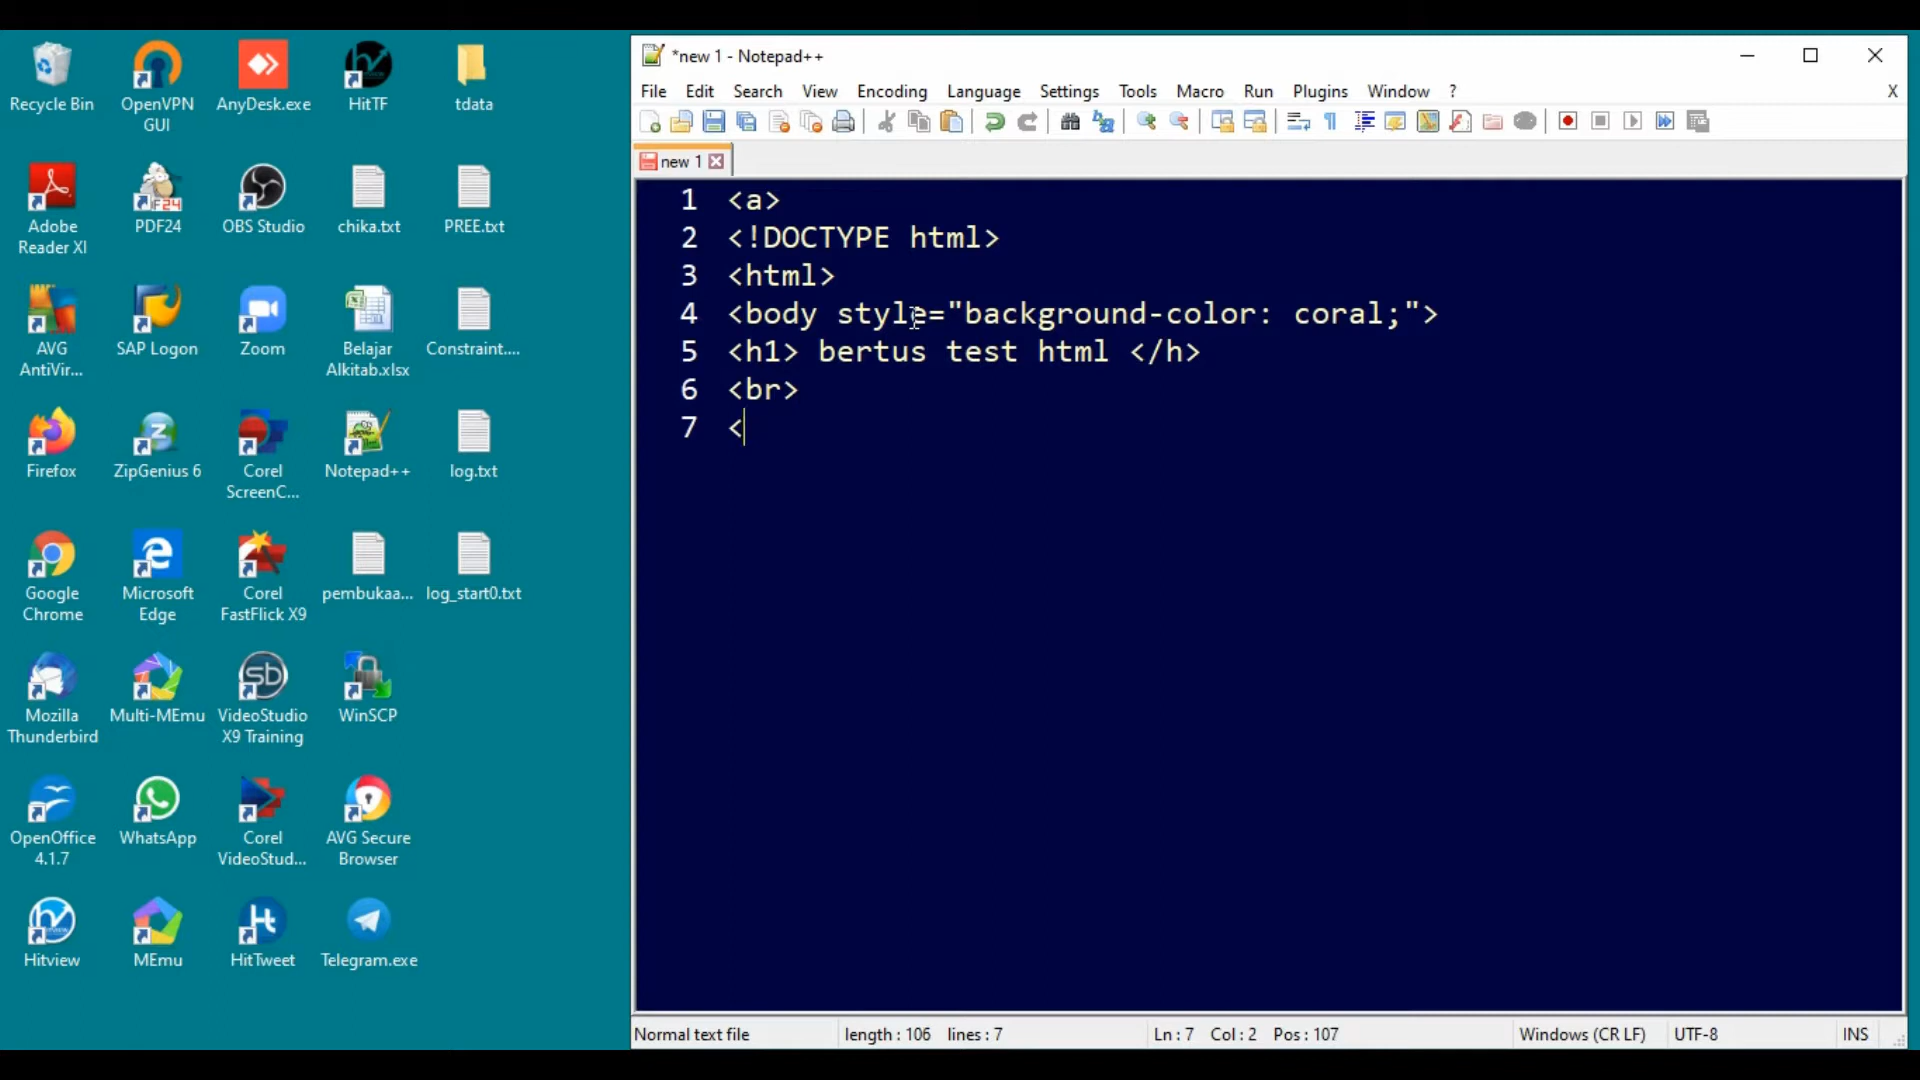 Recycle Bin
OpenVPN
GUI
AnyDesk.exe
HitTF
tdata
Adobe
Reader XI
PDF24
F24
OBS Studio
chika.txt
PREE.txt
AVG
AntiVir...
SAP Logon
Zoom
Belajar
Alkitab.xlsx
Constraint....
Firefox
ZipGenius 6
Corel
ScreenC...
Notepad++
log.txt
Google
Chrome
Microsoft
Edge
Corel
FastFlick X9
pembukaa...
log_start0.txt
Mozilla
Thunderbird
Multi-MEmu
VideoStudio
X9 Training
WinSCP
OpenOffice
4.1.7
WhatsApp
Corel
VideoStud...
AVG Secure
Browser
Hitview
MEmu
HitTweet
Telegram.exe
*new 1 - Notepad++
File Edit Search View Encoding Language Settings Tools Macro Run Plugins Window ? X
new 1
1 <a>
2 <!DOCTYPE html>
3 <html>
4 <body style="background-color: coral;">
5 <h1> bertus test html </h>
6 <br>
7 <
Normal text file length : 106 lines : 7 Ln : 7 Col : 2 Pos : 107 Windows (CR LF) UTF-8 INS